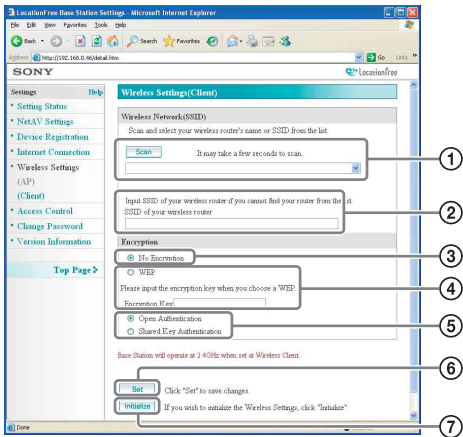 LocationFree Base Station Settings - Microsoft Internet Explorer
File Edit View Favorites Tools Help
Back Search Favorites
Address http://192.168.0.46/detail.htm Go Links
SONY LocationFree
Settings Help
Setting Status
NetAV Settings
Device Registration
Internet Connection
Wireless Settings
(AP)
(Client)
Access Control
Change Password
Version Information
Top Page
Wireless Settings(Client)
Wireless Network(SSID)
Scan and select your wireless router's name or SSID from the list.
Scan It may take a few seconds to scan.
1
Input SSID of your wireless router if you cannot find your router from the list.
SSID of your wireless router
2
Encryption
No Encryption
3
WEP
Please input the encryption key when you choose a WEP.
Encryption Key
4
Open Authentication
Shared Key Authentication
5
Base Station will operate at 2.4GHz when set at Wireless Client.
6
Set Click "Set" to save changes.
Initialize If you wish to initialize the Wireless Settings, click "Initialize".
7
Done